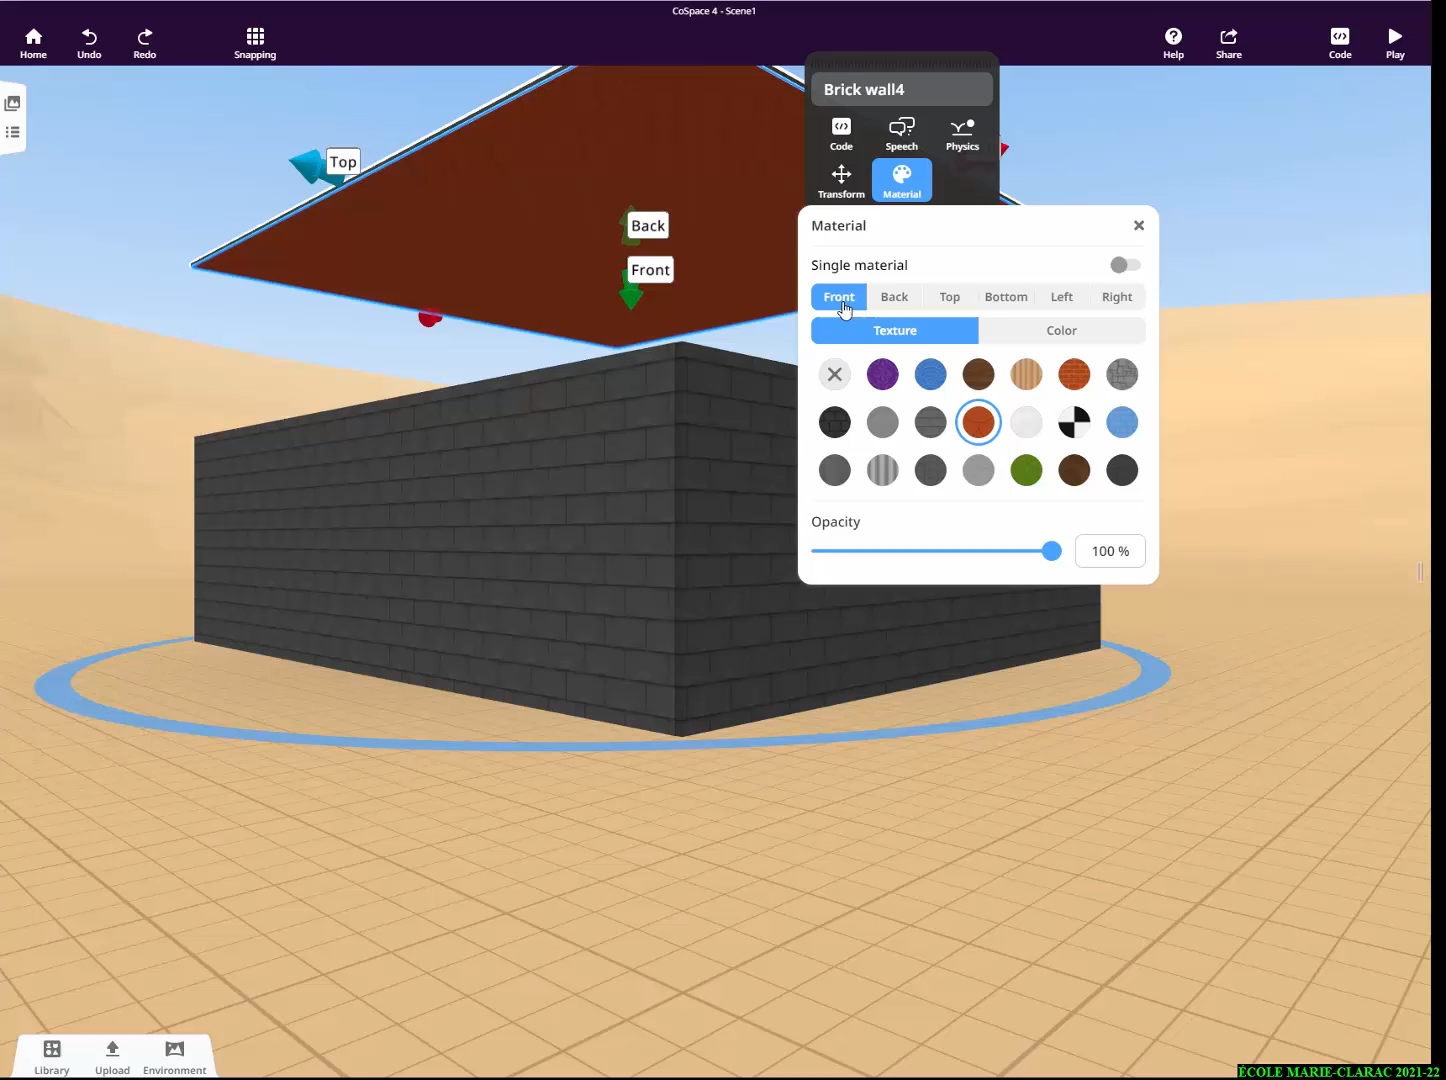 CoSpace 4 - Scene1
Home
Undo
Redo
Snapping
Help
Share
Code
Play
Brick wall4
Code
Speech
Physics
Transform
Material
Top
Back
Front
Material
Single material
Front
Back
Top
Bottom
Left
Right
Texture
Color
Opacity
100 %
Library
Upload
Environment
ÉCOLE MARIE-CLARAC 2021-22